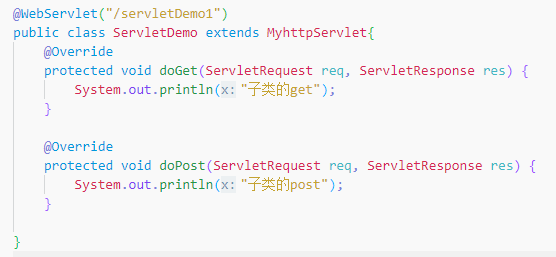 @WebServlet("/servletDemo1")
public class ServletDemo extends MyhttpServlet{
@Override
protected void doGet(ServletRequest req, ServletResponse res) {
System.out.println(x: "子类的get");
}
@Override
protected void doPost(ServletRequest req, ServletResponse res) {
System.out.println(x: "子类的post");
}
}